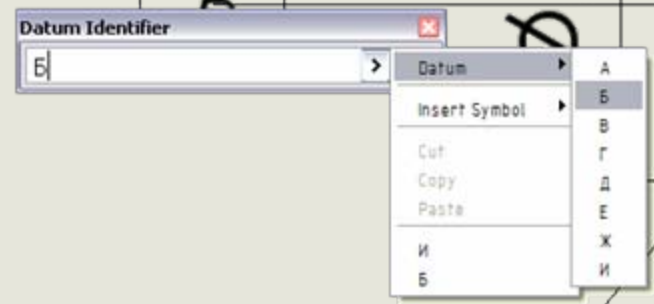 Datum Identifier
Б
>
Datum
Insert Symbol
Cut
Copy
Paste
И
Б
А
Б
В
Г
Д
Е
Ж
И